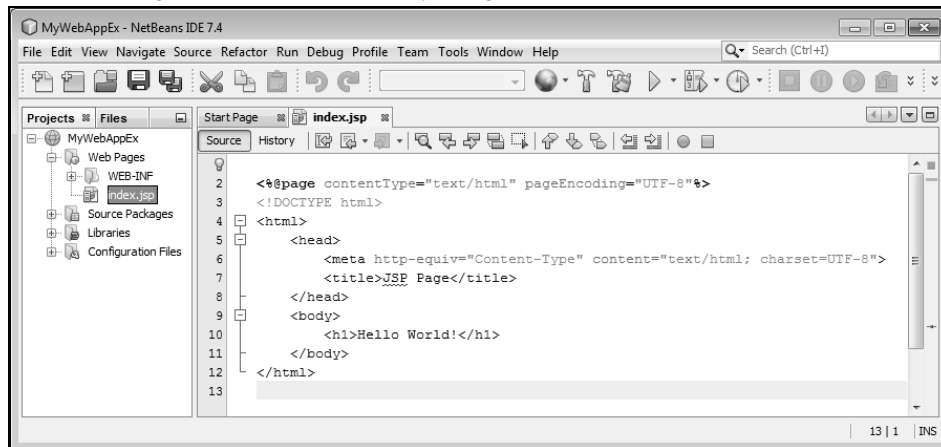 MyWebAppEx - NetBeans IDE 7.4
File Edit View Navigate Source Refactor Run Debug Profile Team Tools Window Help
Search (Ctrl+I)
Projects Files
Start Page index.jsp
MyWebAppEx
Web Pages
WEB-INF
index.jsp
Source Packages
Libraries
Configuration Files
Source History
2 <%@page contentType="text/html" pageEncoding="UTF-8"%>
3 <!DOCTYPE html>
4 <html>
5 <head>
6 <meta http-equiv="Content-Type" content="text/html; charset=UTF-8">
7 <title>JSP Page</title>
8 </head>
9 <body>
10 <h1>Hello World!</h1>
11 </body>
12 </html>
13
13 | 1 INS